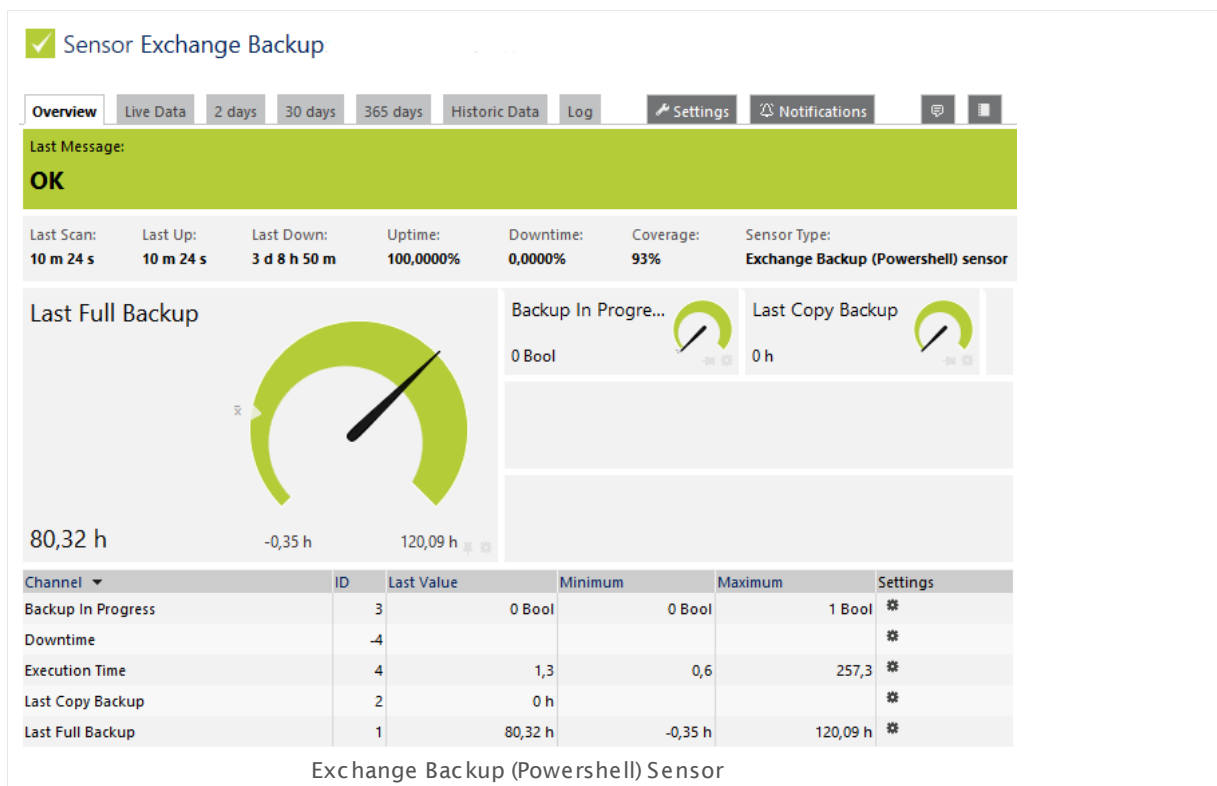 Sensor Exchange Backup
Overview Live Data 2 days 30 days 365 days Historic Data Log Settings Notifications
Last Message:
OK
Last Scan: Last Up: Last Down: Uptime: Downtime: Coverage: Sensor Type:
10 m 24 s 10 m 24 s 3 d 8 h 50 m 100,0000% 0,0000% 93% Exchange Backup (Powershell) sensor
Last Full Backup
Backup In Progre...
0 Bool
Last Copy Backup
0 h
x̄
80,32 h -0,35 h 120,09 h
Channel ID Last Value Minimum Maximum Settings
Backup In Progress 3 0 Bool 0 Bool 1 Bool
Downtime -4
Execution Time 4 1,3 0,6 257,3
Last Copy Backup 2 0 h
Last Full Backup 1 80,32 h -0,35 h 120,09 h
Exchange Backup (Powershell) Sensor